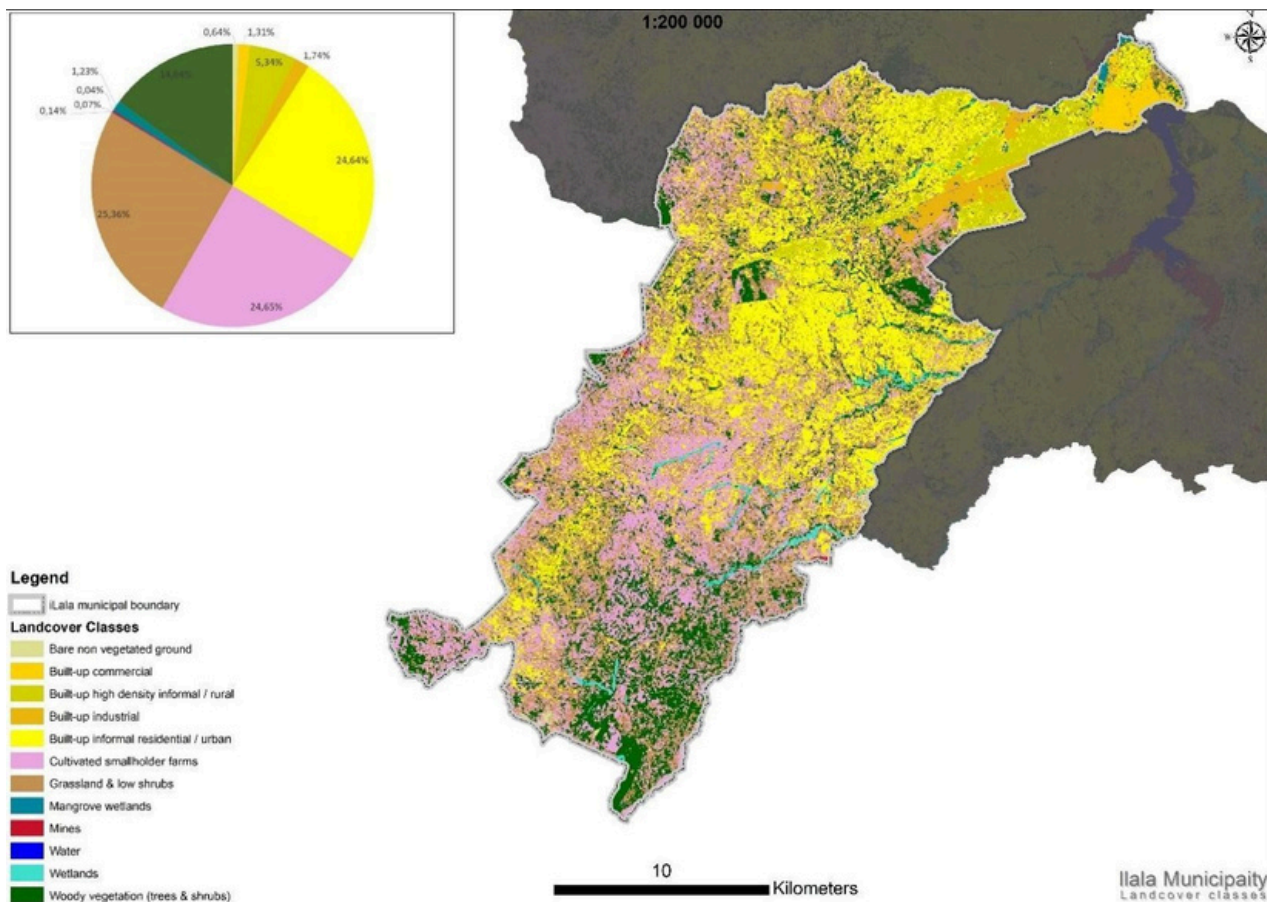 1:200 000
N
W
S
0,64%
1,31%
5,34%
1,74%
24,64%
24,65%
25,36%
0,14%
0,07%
0,04%
1,23%
Legend
iLala municipal boundary
Landcover Classes
Bare non vegetated ground
Built-up commercial
Built-up high density informal / rural
Built-up industrial
Built-up informal residential / urban
Cultivated smallholder farms
Grassland & low shrubs
Mangrove wetlands
Mines
Water
Wetlands
Woody vegetation (trees & shrubs)
10
Kilometers
Ilala Municipaity
Landcover classes